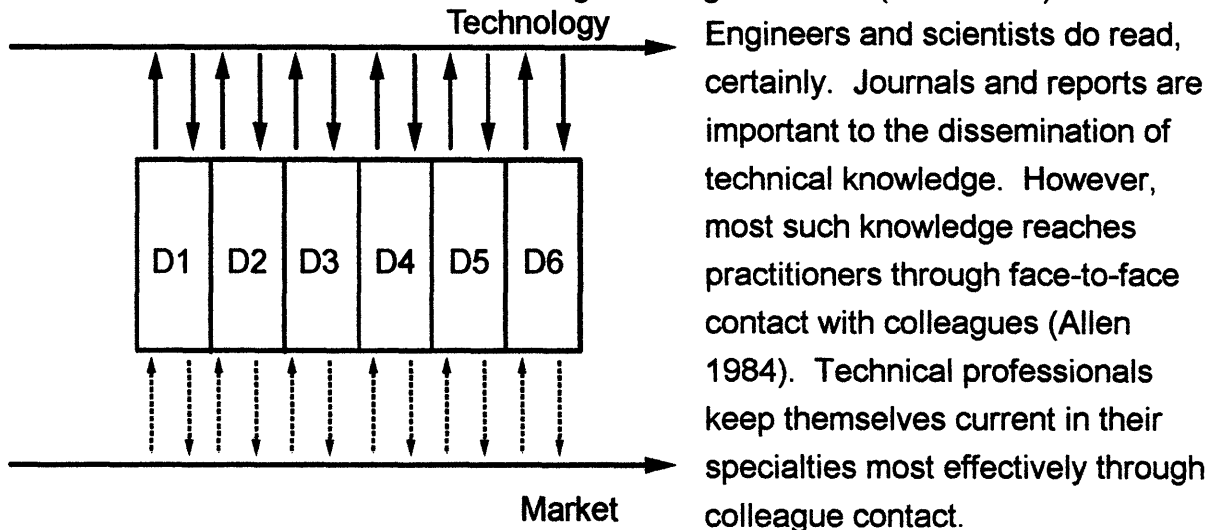 Technology
D1 D2 D3 D4 D5 D6
Market
Engineers and scientists do read,
certainly. Journals and reports are
important to the dissemination of
technical knowledge. However,
most such knowledge reaches
practitioners through face-to-face
contact with colleagues (Allen
1984). Technical professionals
keep themselves current in their
specialties most effectively through
colleague contact.